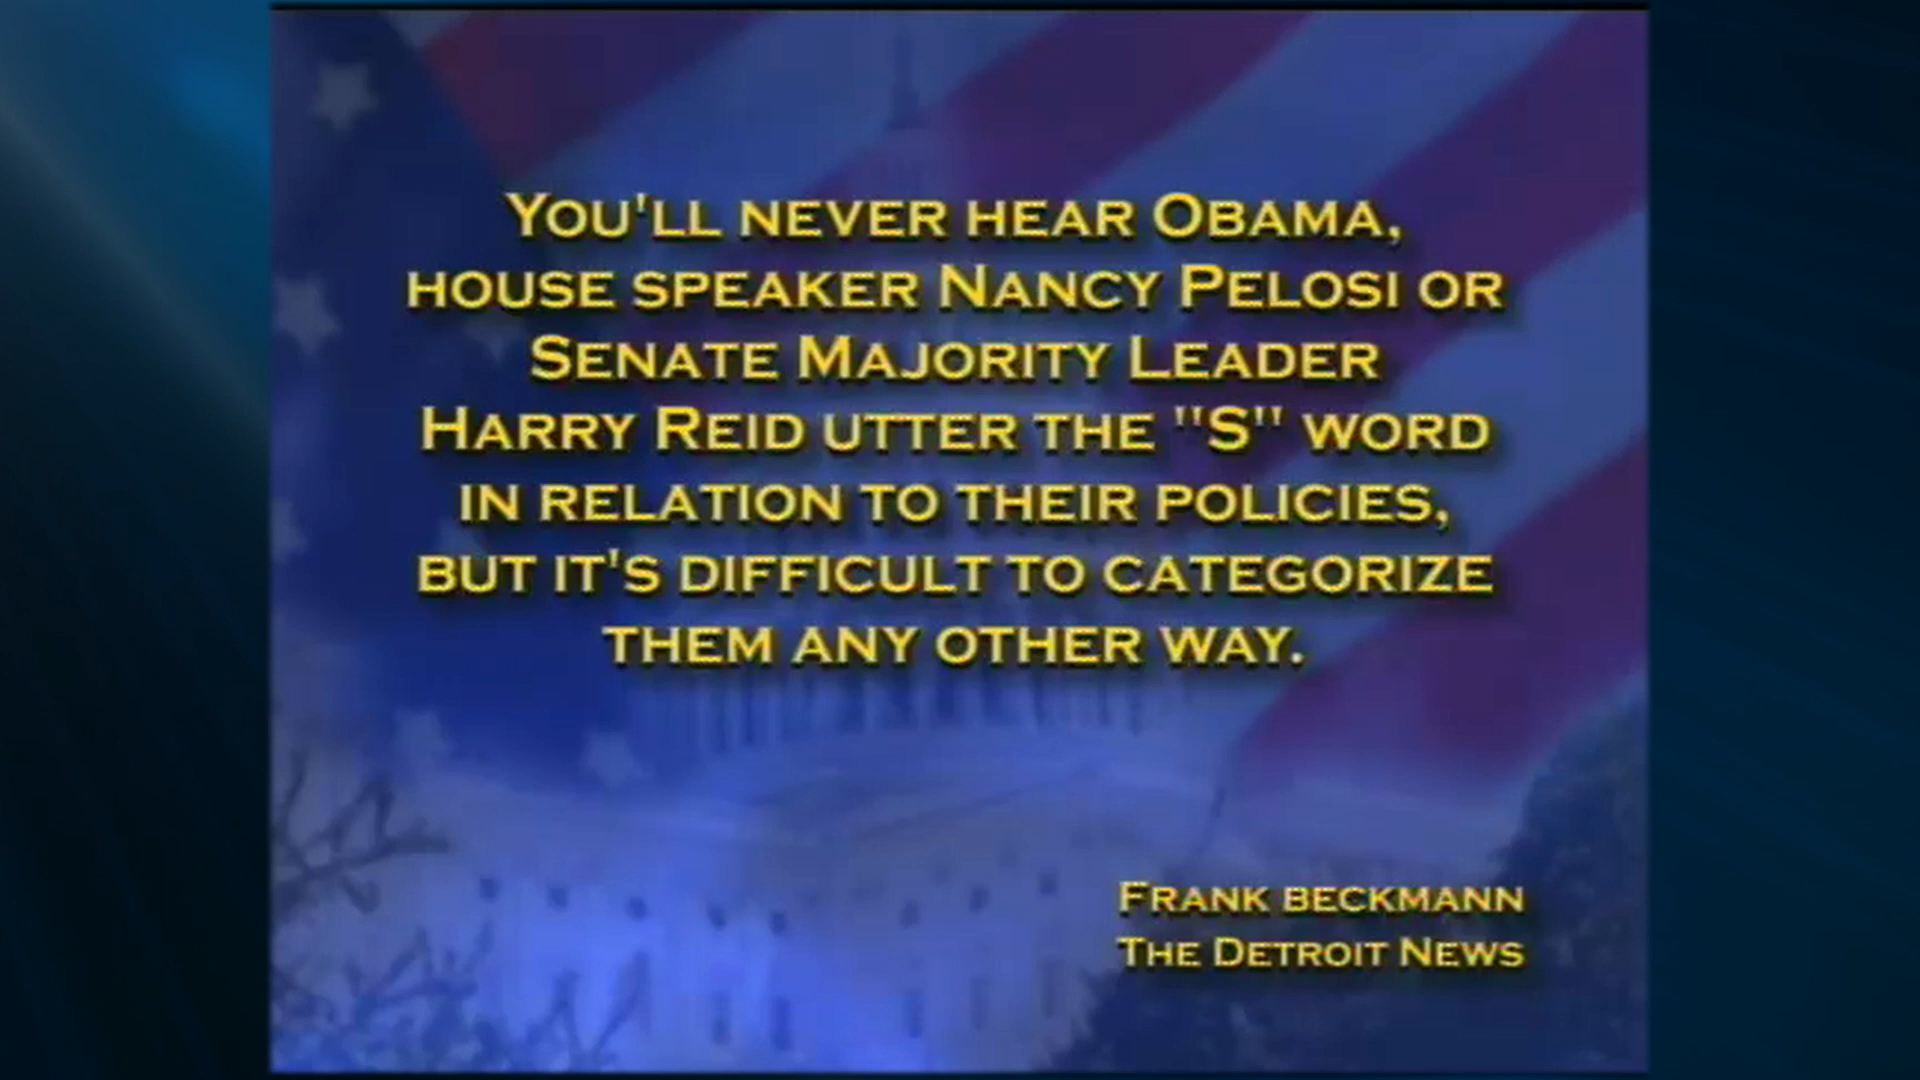 You'll never hear Obama,
house speaker Nancy Pelosi or
Senate Majority Leader
Harry Reid utter the "S" word
in relation to their policies,
but it's difficult to categorize
them any other way.
Frank beckmann
The Detroit News